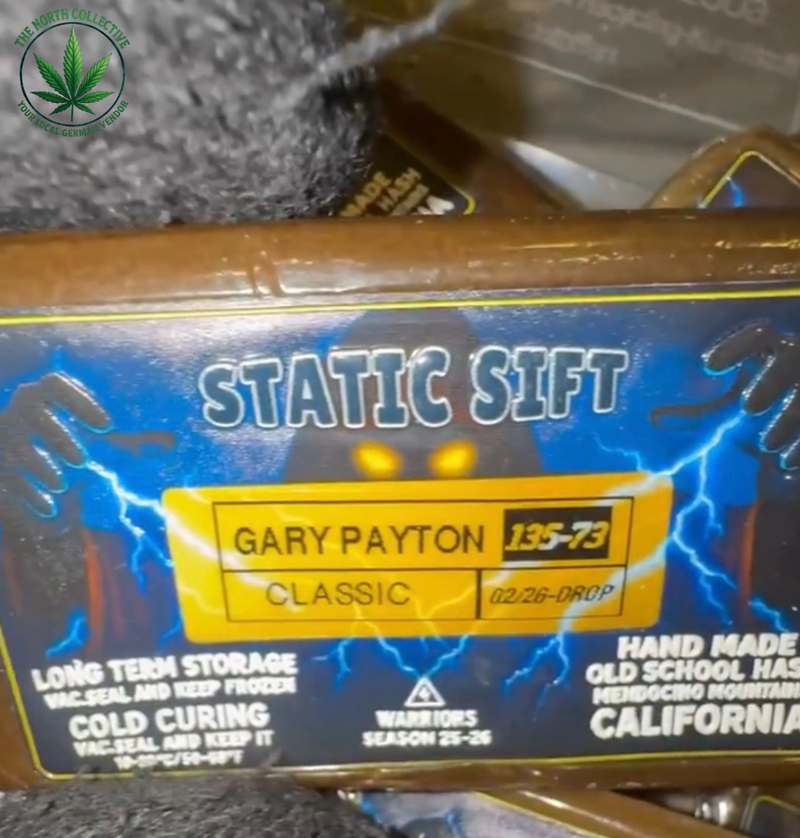 THE NORTH COLLECTIVE
YOUR LOCAL GERMAN VENDOR
MADE
HASH
STATIC SIFT
GARY PAYTON 135-73
CLASSIC 02/26-DROP
LONG TERM STORAGE
VAC.SEAL AND KEEP FROZEN
COLD CURING
VAC.SEAL AND KEEP IT
WARRIORS
SEASON 25-26
HAND MADE
OLD SCHOOL HAS
MENDOCINO MOUNTAIN
CALIFORNIA